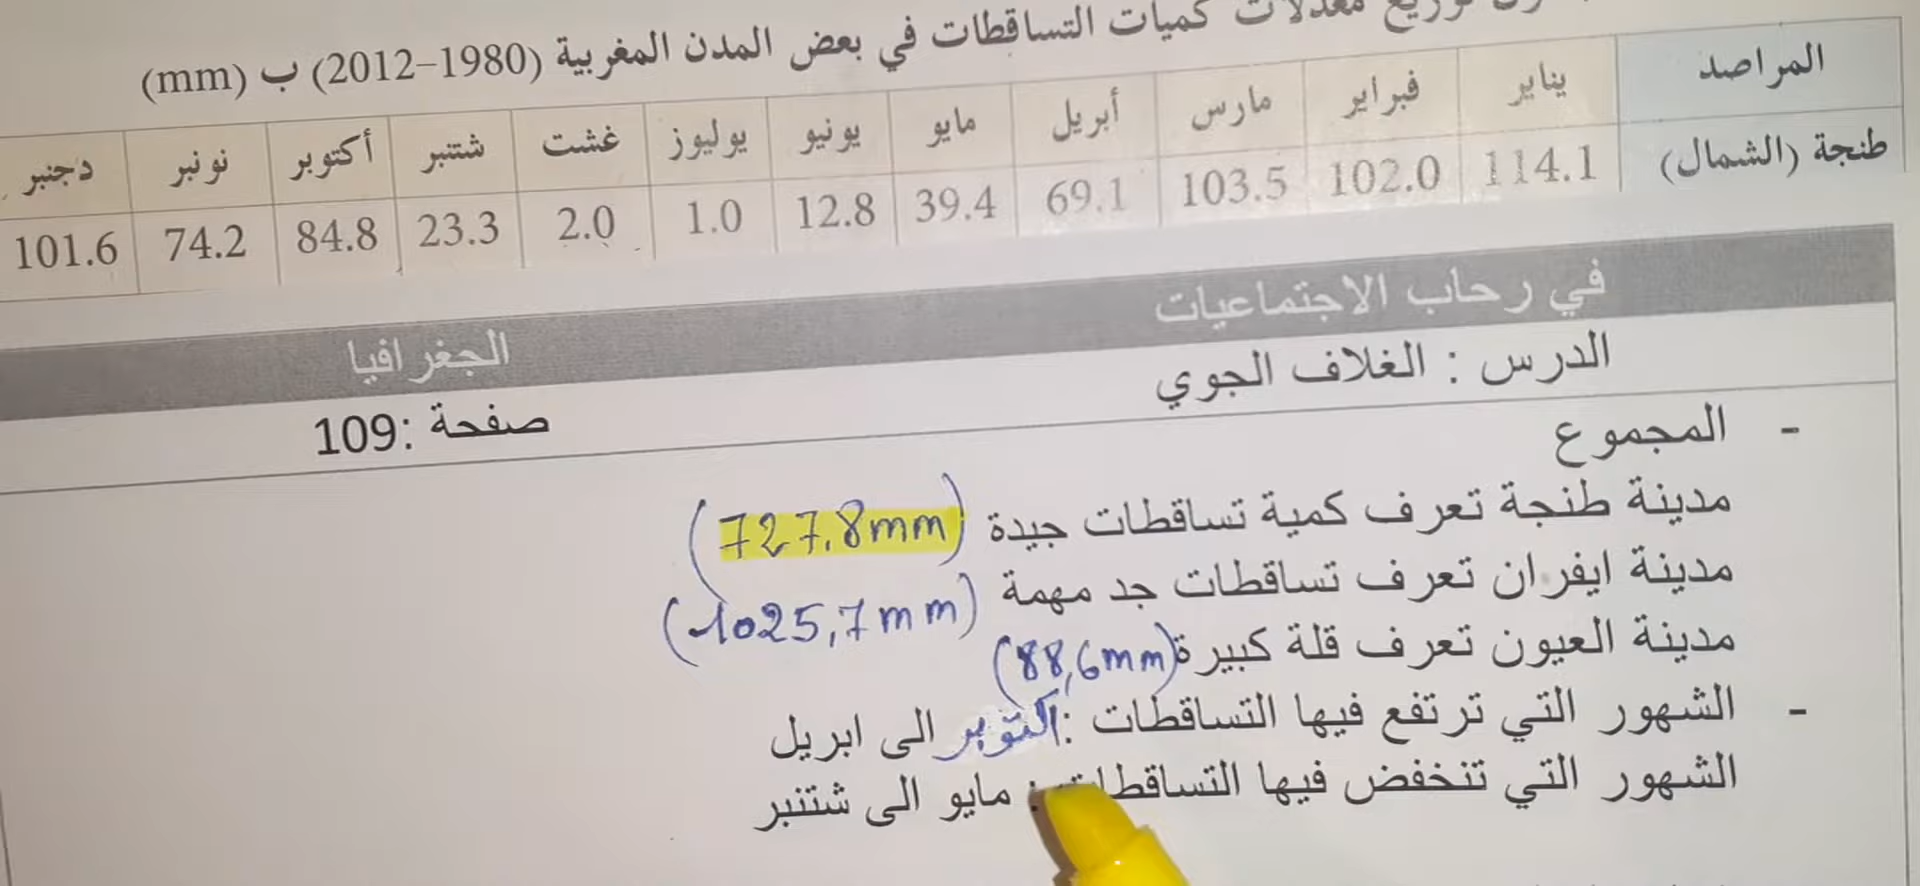 توزيع معدلات كميات التساقطات في بعض المدن المغربية (1980-2012) ب (mm)
المراصد يناير فبراير مارس أبريل مايو يونيو يوليوز غشت شتنبر أكتوبر نونبر دجنبر
طنجة (الشمال) 114.1 102.0 103.5 69.1 39.4 12.8 1.0 2.0 23.3 84.8 74.2 101.6
في رحاب الاجتماعيات الجغرافيا
الدرس : الغلاف الجوي صفحة :109
- المجموع
مدينة طنجة تعرف كمية تساقطات جيدة (727.8mm)
مدينة ايفران تعرف تساقطات جد مهمة (1025,7mm)
مدينة العيون تعرف قلة كبيرة (88,6mm)
- الشهور التي ترتفع فيها التساقطات :اكتوبر الى ابريل
الشهور التي تنخفض فيها التساقطات : مايو الى شتنبر